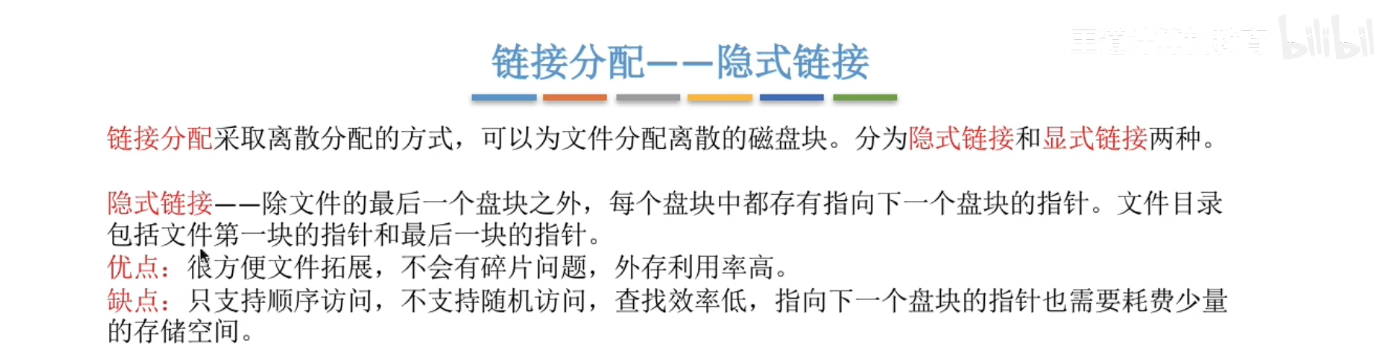 bilibili
链接分配——隐式链接
链接分配采取离散分配的方式，可以为文件分配离散的磁盘块。分为隐式链接和显式链接两种。
隐式链接——除文件的最后一个盘块之外，每个盘块中都存有指向下一个盘块的指针。文件目录
包括文件第一块的指针和最后一块的指针。
优点：很方便文件拓展，不会有碎片问题，外存利用率高。
缺点：只支持顺序访问，不支持随机访问，查找效率低，指向下一个盘块的指针也需要耗费少量
的存储空间。